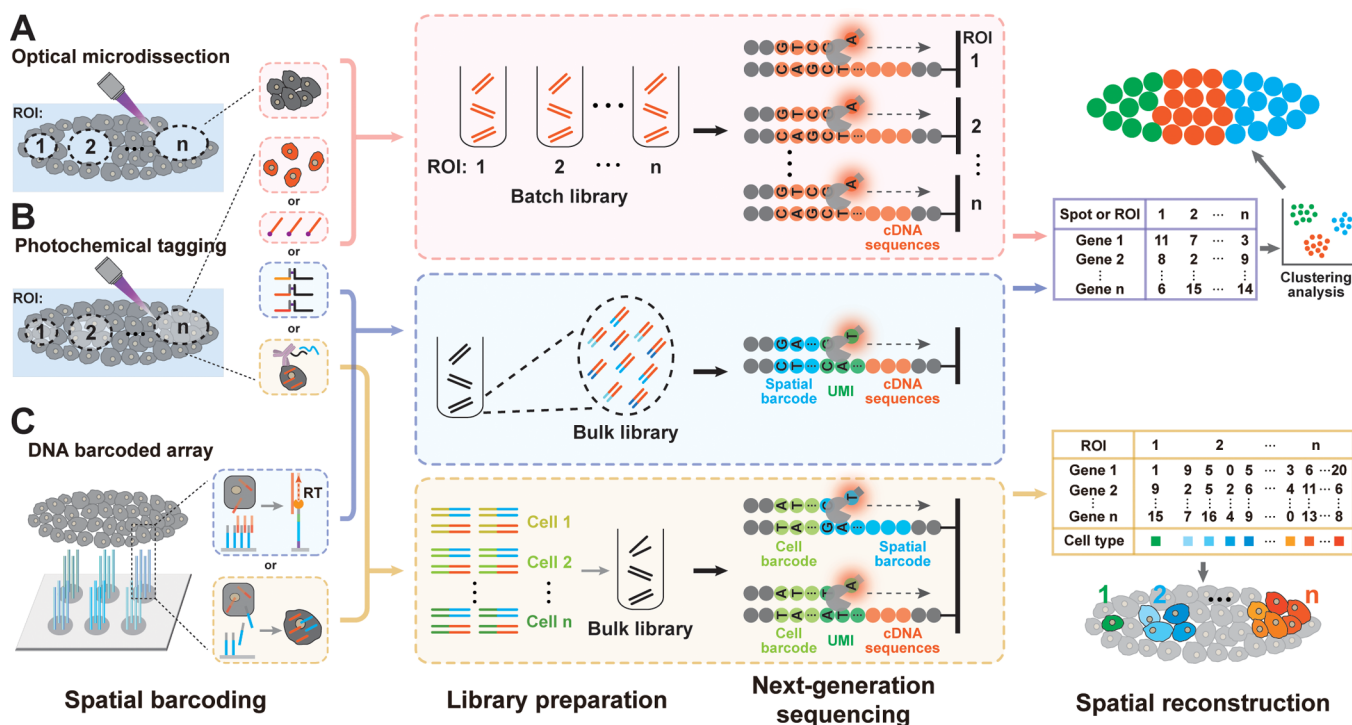 A
Optical microdissection
ROI:
1
2
...
n
B
Photochemical tagging
ROI:
1
2
...
n
C
DNA barcoded array
or
or
or
or
RT
or
Spatial barcoding
ROI: 1 2 ... n
Batch library
ROI
1
2
n
G T C G A
C A G C T ...
G T C G A
C A G C T ...
G T C G A
C A G C T ...
cDNA
sequences
Bulk library
G A ... G T
C T ... C A ...
Spatial
barcode
UMI
cDNA
sequences
Cell 1
Cell 2
Cell n
Bulk library
A T ... C T
T A ... G A ...
Cell
barcode
Spatial
barcode
A T ... T A
T A ... A T ...
Cell
barcode
UMI
cDNA
sequences
Library preparation
Next-generation
sequencing
Spot or ROI 1 2 ... n
Gene 1 11 7 ... 3
Gene 2 8 2 ... 9
Gene n 6 15 ... 14
Clustering
analysis
ROI 1 2 ... n
Gene 1 1 9 5 0 5 ... 3 6 ... 20
Gene 2 9 2 5 2 6 ... 4 11 ... 6
Gene n 15 7 16 4 9 ... 0 13 ... 8
Cell type ... ...
1 2 ... n
Spatial reconstruction